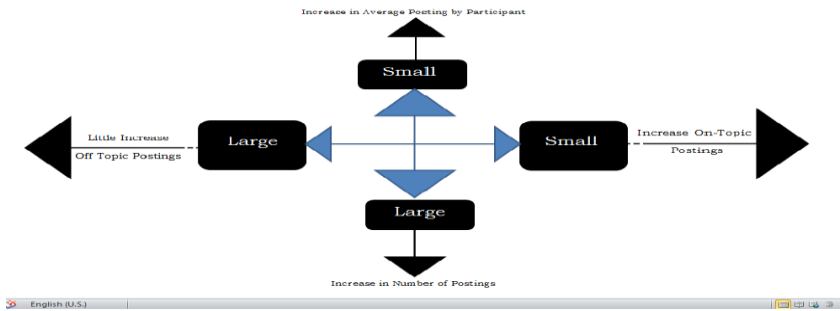 Increase in Average Posting by Participant
Small
Little Increase
Off Topic Postings
Large
Small
Increase On-Topic
Postings
Large
Increase in Number of Postings
English (U.S.)